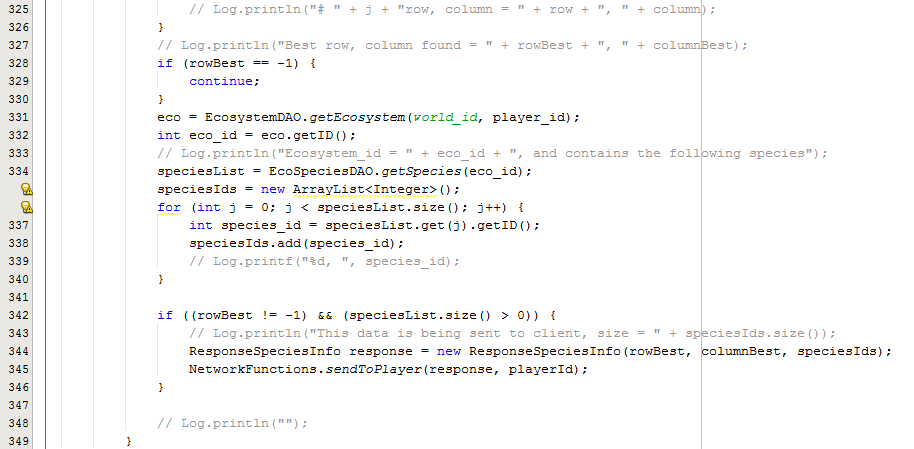 325 // Log.println("# " + j + "row, column = " + row + ", " + column);
326 }
327 // Log.println("Best row, column found = " + rowBest + ", " + columnBest);
328 if (rowBest == -1) {
329 continue;
330 }
331 eco = EcosystemDAO.getEcosystem(world_id, player_id);
332 int eco_id = eco.getID();
333 // Log.println("Ecosystem_id = " + eco_id + ", and contains the following species");
334 speciesList = EcoSpeciesDAO.getSpecies(eco_id);
speciesIds = new ArrayList<Integer>();
for (int j = 0; j < speciesList.size(); j++) {
337 int species_id = speciesList.get(j).getID();
338 speciesIds.add(species_id);
339 // Log.printf("%d, ", species_id);
340 }
341
342 if ((rowBest != -1) && (speciesList.size() > 0)) {
343 // Log.println("This data is being sent to client, size = " + speciesIds.size());
344 ResponseSpeciesInfo response = new ResponseSpeciesInfo(rowBest, columnBest, speciesIds);
345 NetworkFunctions.sendToPlayer(response, playerId);
346 }
347
348 // Log.println("");
349 }